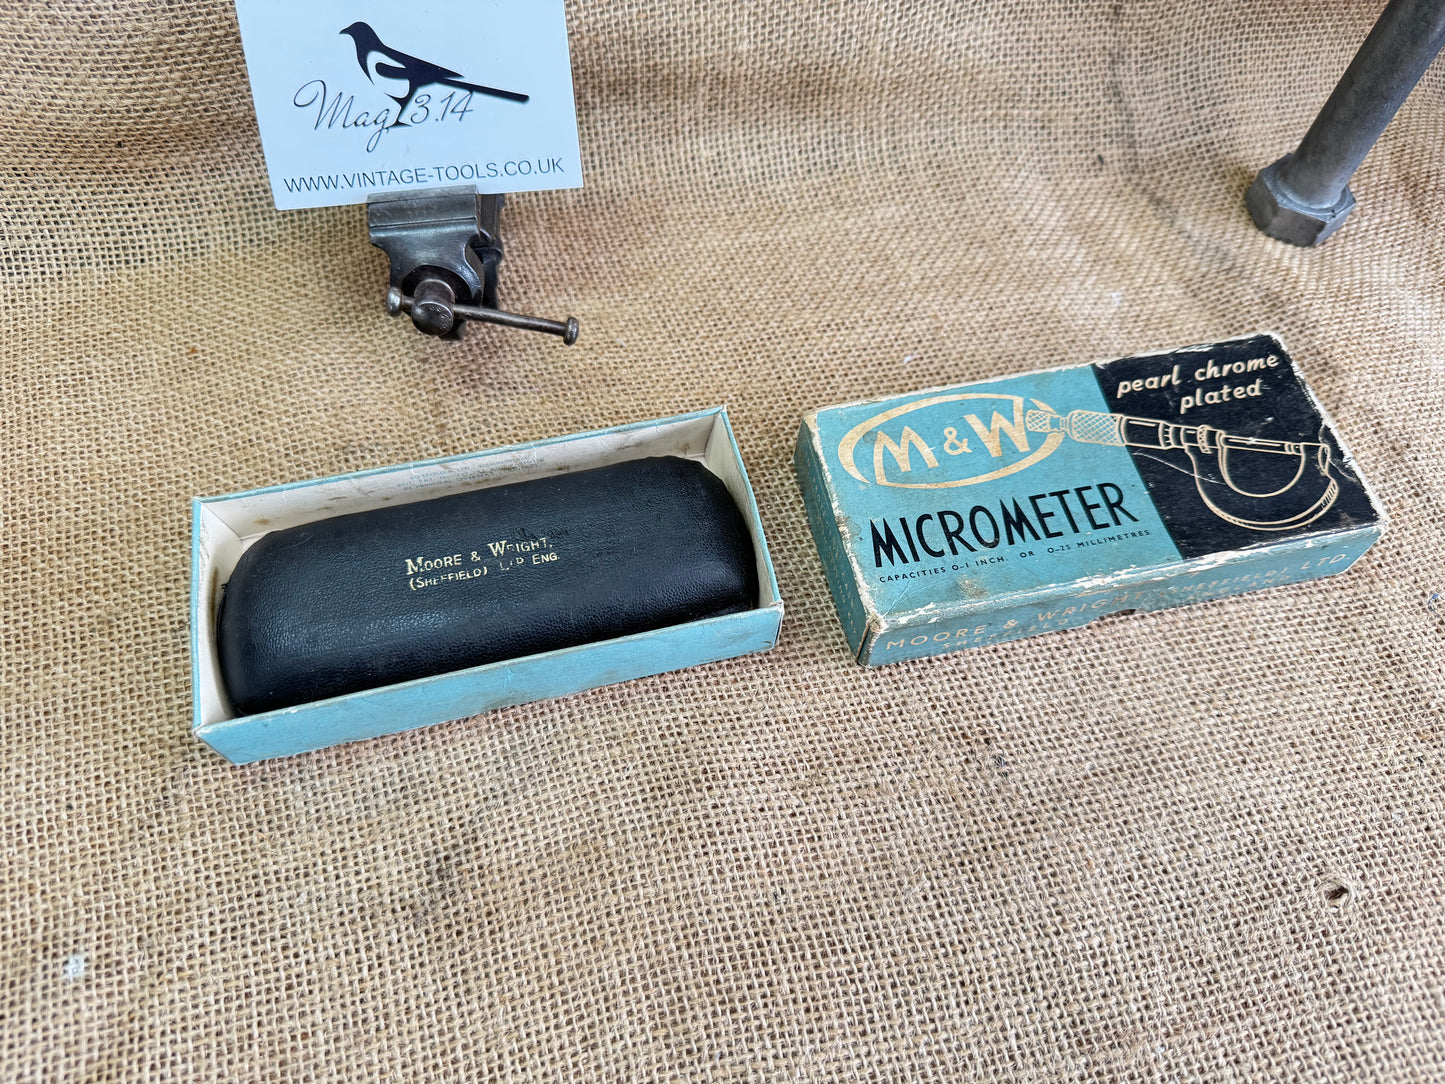 Mag 3.14
WWW.VINTAGE-TOOLS.CO.UK
MOORE & WRIGHT,
(SHEFFIELD) LTD ENG.
M & W
MICROMETER
CAPACITIES 0-1 INCH. OR 0-25 MILLIMETRES
pearl chrome
plated
MOORE & WRIGHT (SHEFFIELD) LTD.
SHEFFIELD